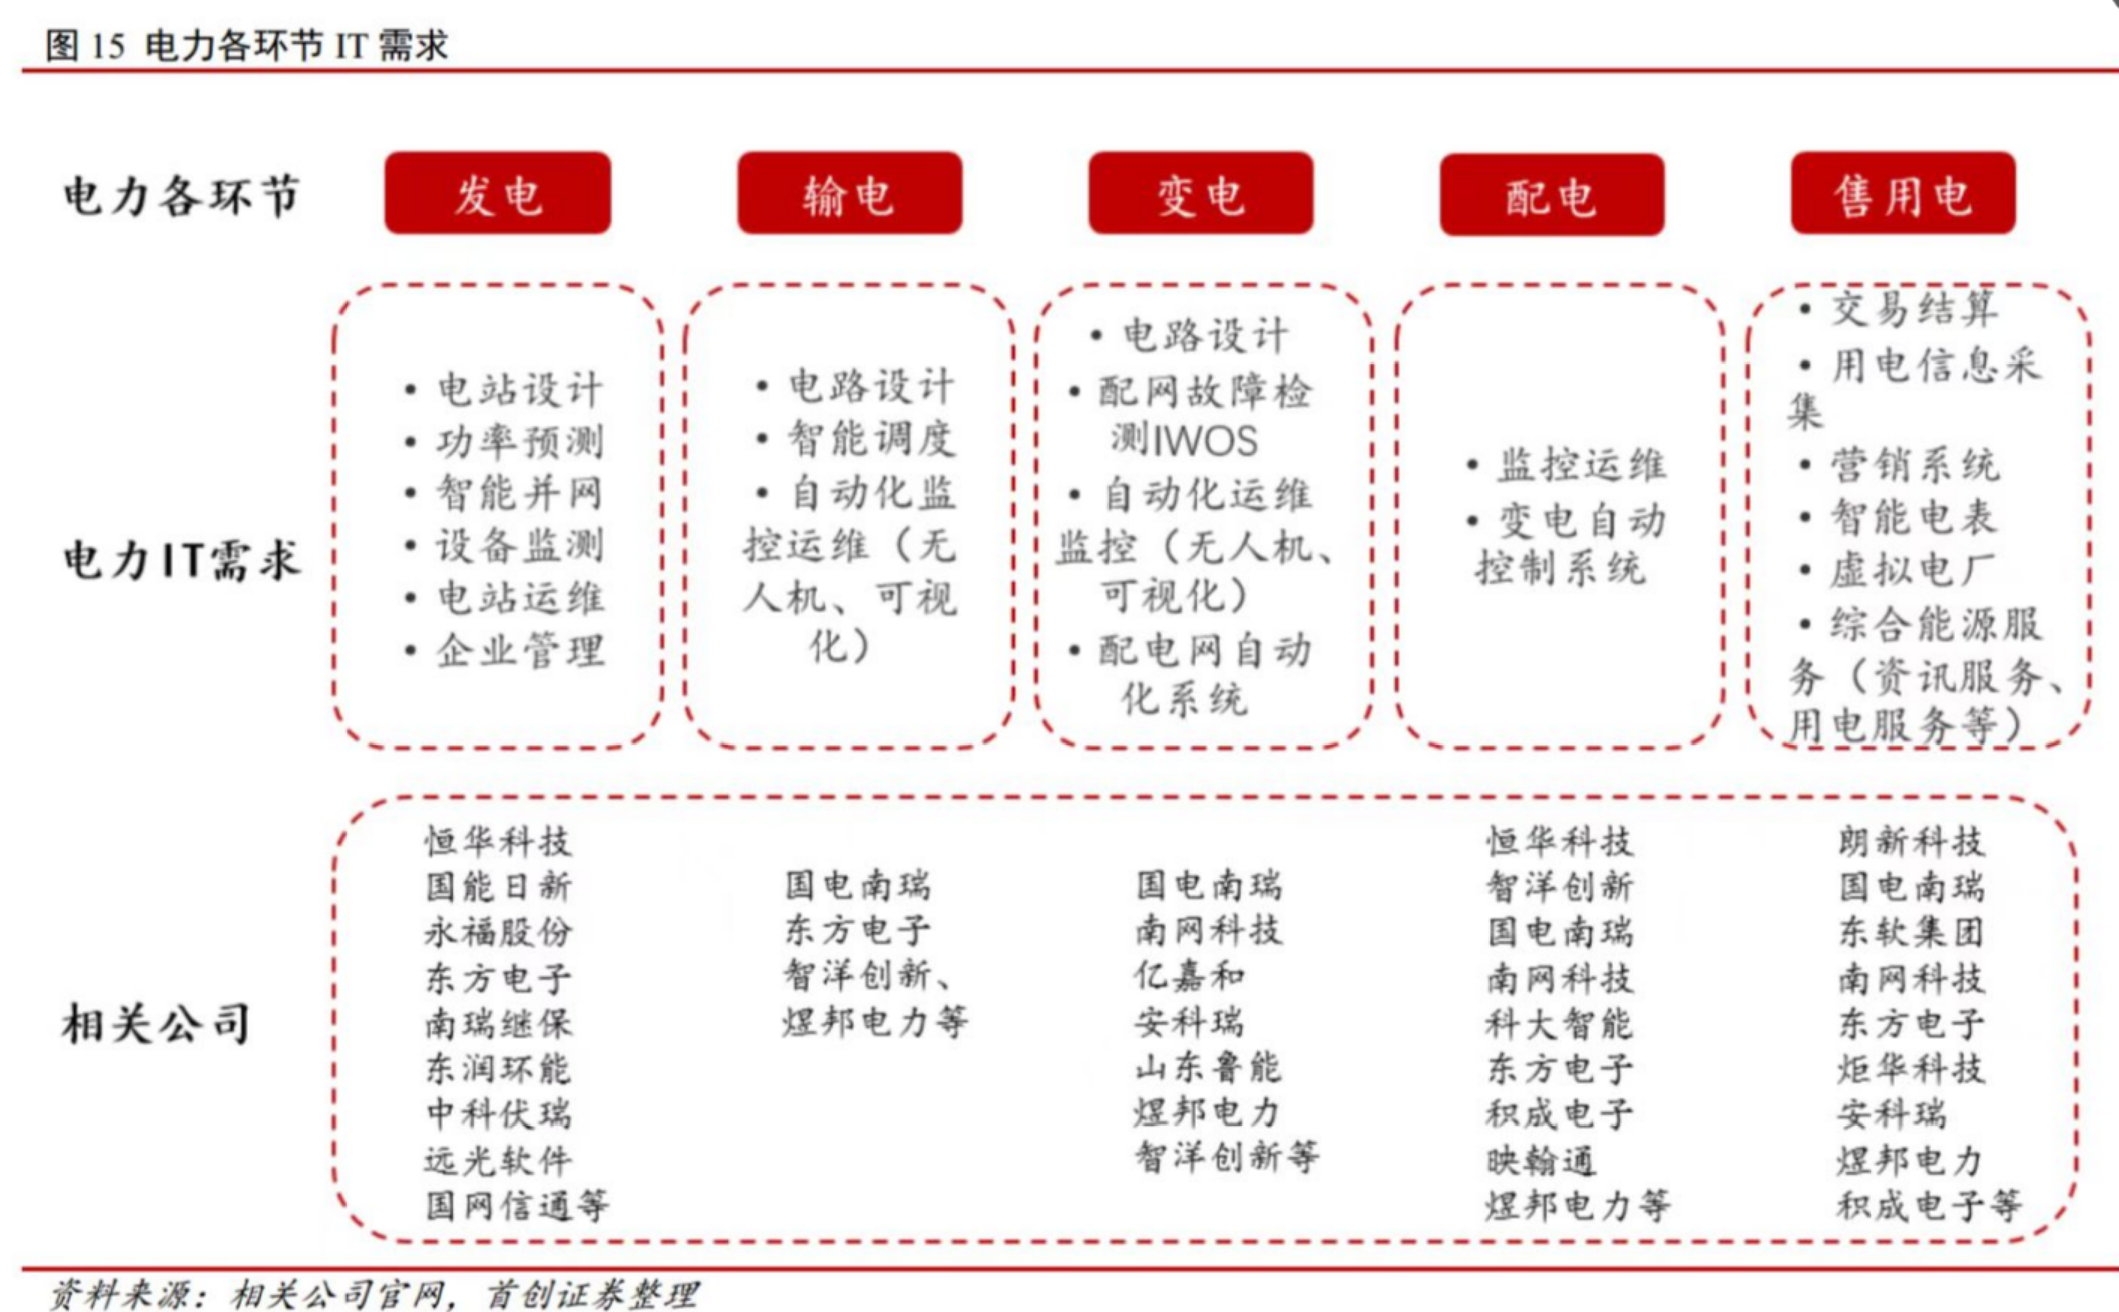 图 15 电力各环节 IT 需求
电力各环节
发电
输电
变电
配电
售用电
电力IT需求
• 电站设计
• 功率预测
• 智能并网
• 设备监测
• 电站运维
• 企业管理
• 电路设计
• 智能调度
• 自动化监
控运维（无
人机、可视
化）
• 电路设计
• 配网故障检
测IWOS
• 自动化运维
监控（无人机、
可视化）
• 配电网自动
化系统
• 监控运维
• 变电自动
控制系统
• 交易结算
• 用电信息采
集
• 营销系统
• 智能电表
• 虚拟电厂
• 综合能源服
务（资讯服务、
用电服务等）
相关公司
恒华科技
国能日新
永福股份
东方电子
南瑞继保
东润环能
中科伏瑞
远光软件
国网信通等
国电南瑞
东方电子
智洋创新、
煜邦电力等
国电南瑞
南网科技
亿嘉和
安科瑞
山东鲁能
煜邦电力
智洋创新等
恒华科技
智洋创新
国电南瑞
南网科技
科大智能
东方电子
积成电子
映翰通
煜邦电力等
朗新科技
国电南瑞
东软集团
南网科技
东方电子
炬华科技
安科瑞
煜邦电力
积成电子等
资料来源：相关公司官网，首创证券整理